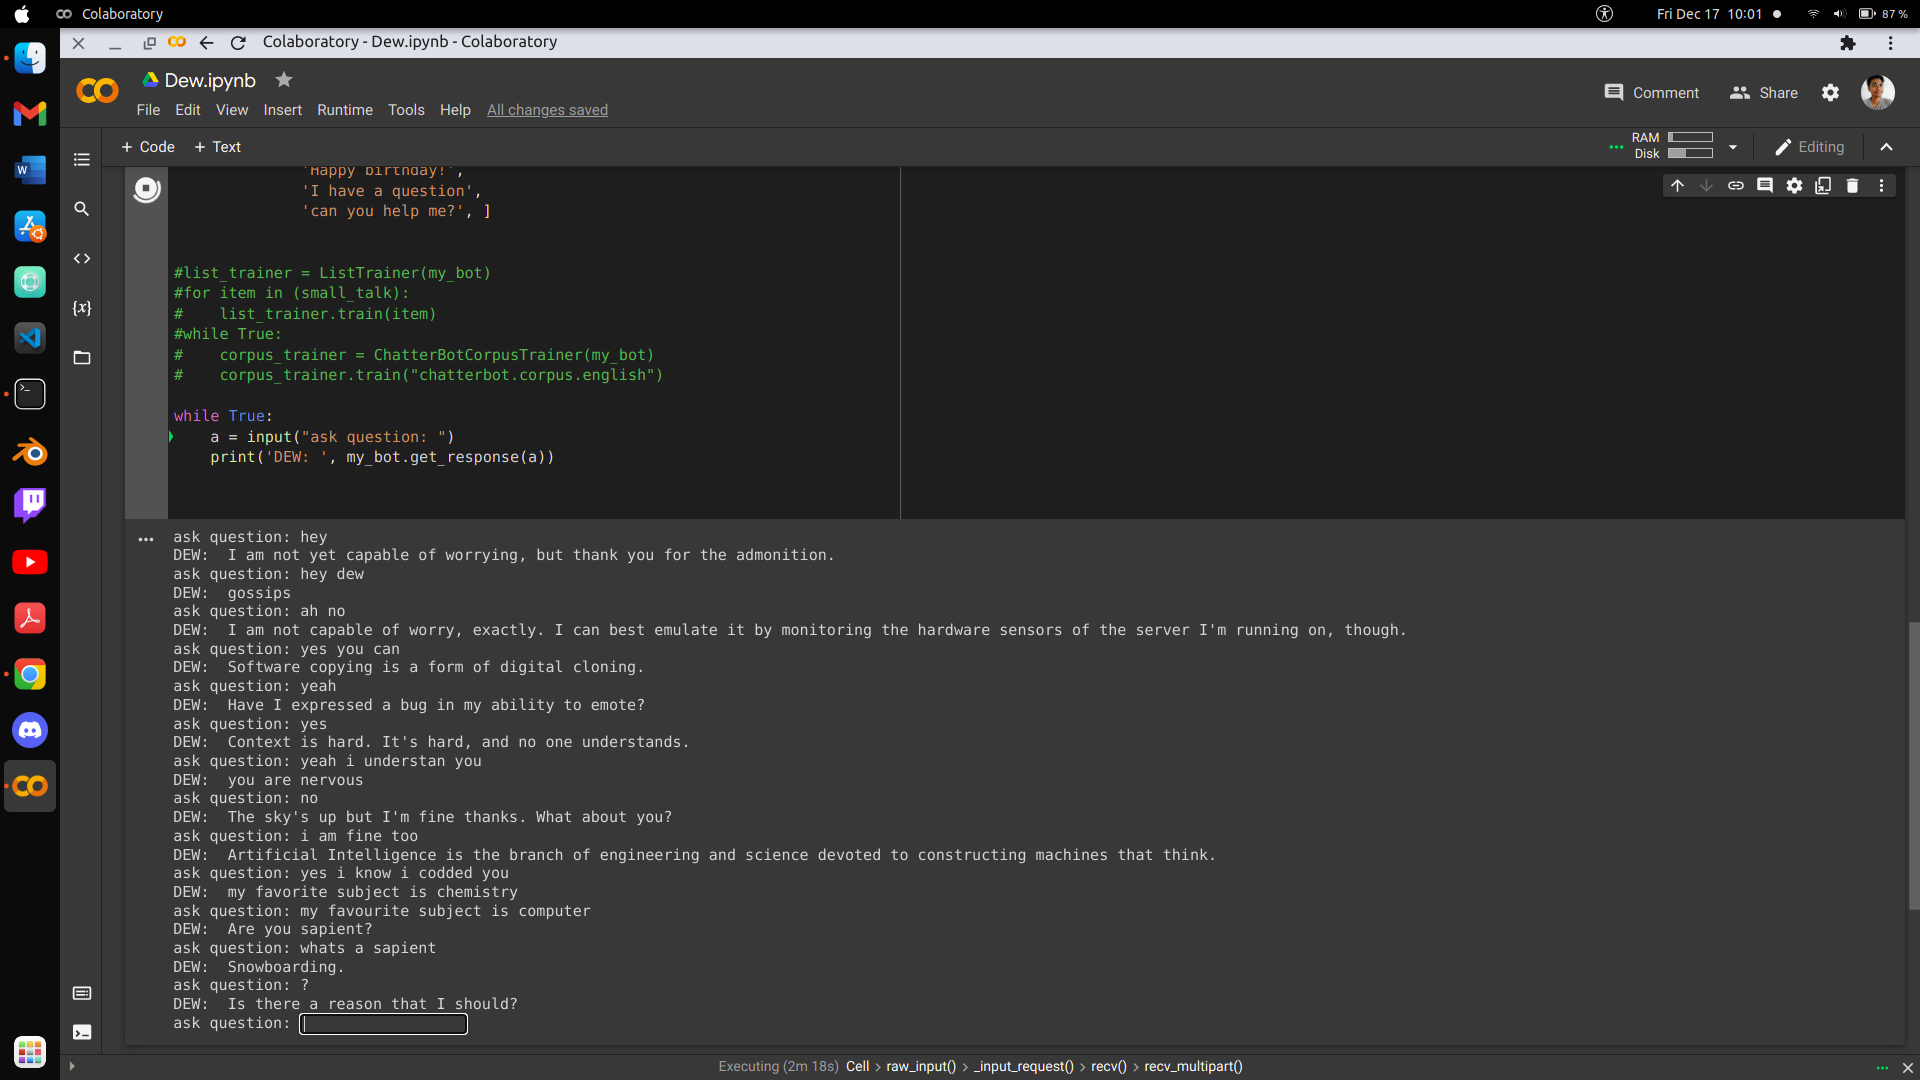 Colaboratory
Fri Dec 17 10:01
87 %
Colaboratory - Dew.ipynb - Colaboratory
Dew.ipynb
File Edit View Insert Runtime Tools Help All changes saved
Comment
Share
+ Code + Text
RAM
Disk
Editing
'Happy birthday!',
'I have a question',
'can you help me?', ]
#list_trainer = ListTrainer(my_bot)
#for item in (small_talk):
#    list_trainer.train(item)
#while True:
#    corpus_trainer = ChatterBotCorpusTrainer(my_bot)
#    corpus_trainer.train("chatterbot.corpus.english")
while True:
    a = input("ask question: ")
    print('DEW: ', my_bot.get_response(a))
ask question: hey
DEW:  I am not yet capable of worrying, but thank you for the admonition.
ask question: hey dew
DEW:  gossips
ask question: ah no
DEW:  I am not capable of worry, exactly. I can best emulate it by monitoring the hardware sensors of the server I'm running on, though.
ask question: yes you can
DEW:  Software copying is a form of digital cloning.
ask question: yeah
DEW:  Have I expressed a bug in my ability to emote?
ask question: yes
DEW:  Context is hard. It's hard, and no one understands.
ask question: yeah i understan you
DEW:  you are nervous
ask question: no
DEW:  The sky's up but I'm fine thanks. What about you?
ask question: i am fine too
DEW:  Artificial Intelligence is the branch of engineering and science devoted to constructing machines that think.
ask question: yes i know i codded you
DEW:  my favorite subject is chemistry
ask question: my favourite subject is computer
DEW:  Are you sapient?
ask question: whats a sapient
DEW:  Snowboarding.
ask question: ?
DEW:  Is there a reason that I should?
ask question:
Executing (2m 18s) Cell > raw_input() > _input_request() > recv() > recv_multipart()